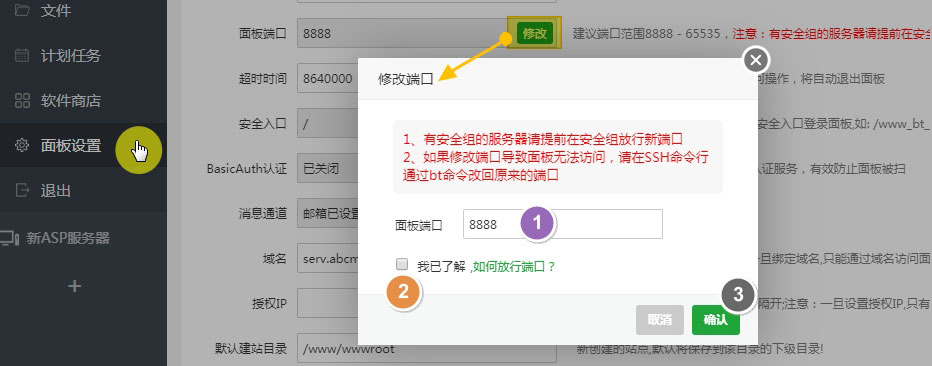 文件
计划任务
软件商店
面板设置
退出
新ASP服务器
+
面板端口 8888 修改 建议端口范围8888 - 65535，注意：有安全组的服务器请提前在安全
超时时间 8640000 操作，将自动退出面板
安全入口 / 安全入口登录面板,如: /www_bt_
BasicAuth认证 已关闭 证服务，有效防止面板被扫
消息通道 邮箱已设置
域名 serv.abcm 旦绑定域名,只能通过域名访问面
授权IP 隔开;注意：一旦设置授权IP,只有
默认建站目录 /www/wwwroot 新创建的站点,默认将保存到该目录的下级目录!
修改端口
1、有安全组的服务器请提前在安全组放行新端口
2、如果修改端口导致面板无法访问，请在SSH命令行
通过bt命令改回原来的端口
面板端口 8888 1
我已了解 ,如何放行端口？
2
3
取消 确认